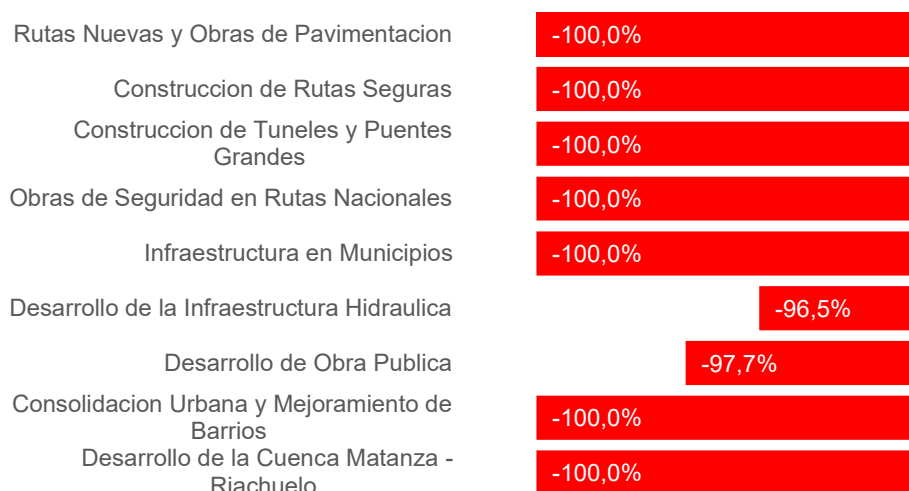 Rutas Nuevas y Obras de Pavimentacion
-100,0%
Construccion de Rutas Seguras
-100,0%
Construccion de Tuneles y Puentes
Grandes
-100,0%
Obras de Seguridad en Rutas Nacionales
-100,0%
Infraestructura en Municipios
-100,0%
Desarrollo de la Infraestructura Hidraulica
-96,5%
Desarrollo de Obra Publica
-97,7%
Consolidacion Urbana y Mejoramiento de
Barrios
-100,0%
Desarrollo de la Cuenca Matanza -
Riachuelo
-100,0%